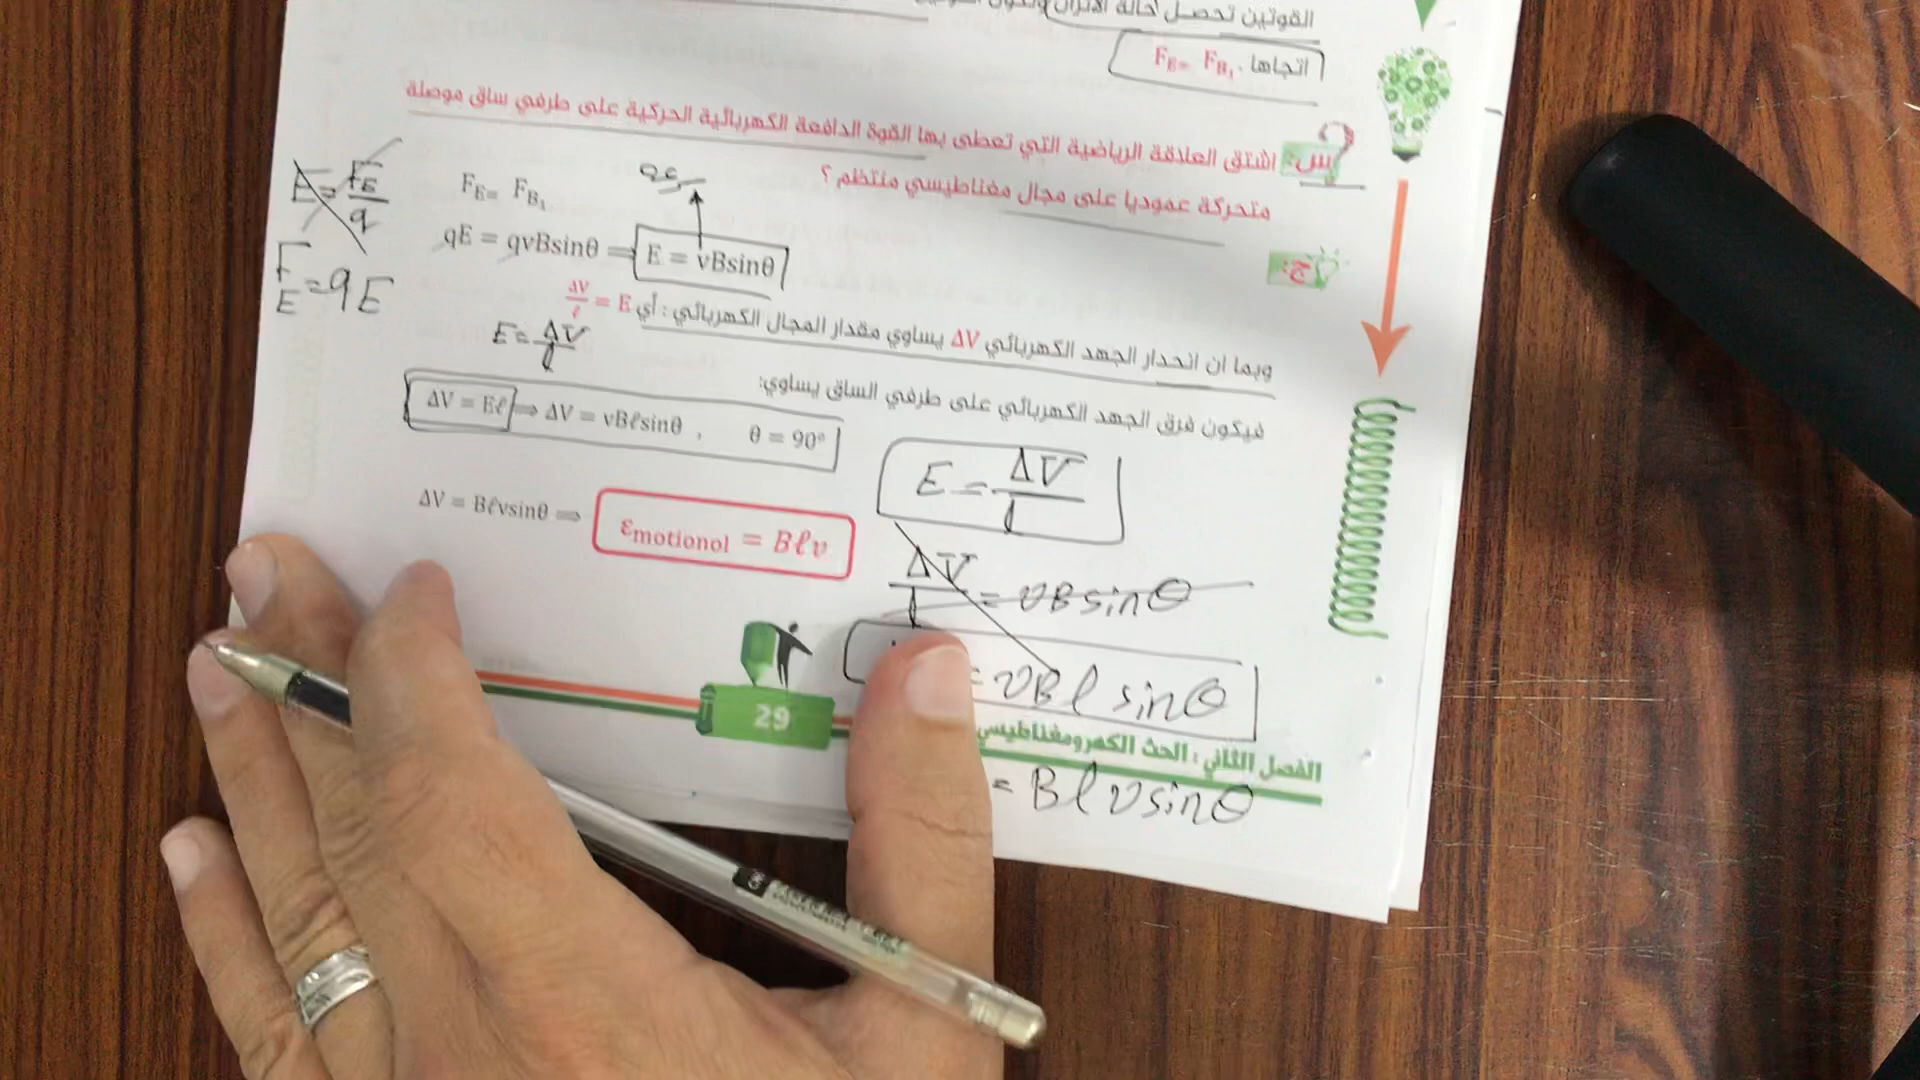 القوتين تحصل حالة الاتزان
اتجاها . F_E= F_B₁
س: اشتق العلاقة الرياضية التي تعطى بها القوة الدافعة الكهربائية الحركية على طرفي ساق موصلة
متحركة عموديا على مجال مغناطيسي منتظم ؟
ج:
E = F_E/q
F_E = qE
F_E= F_B₁
qE = qvBsinθ ⟹ E = vBsinθ
وبما ان انحدار الجهد الكهربائي ΔV يساوي مقدار المجال الكهربائي : أي E = ΔV/ℓ
E = ΔV/ℓ
فيكون فرق الجهد الكهربائي على طرفي الساق يساوي:
ΔV = Eℓ ⟹ ΔV = vBℓsinθ , θ = 90°
E = ΔV/ℓ
ΔV = Bℓvsinθ ⟹ ε_motionol = Bℓv
ΔV/ℓ = vBsinθ
= vBℓ sinθ
29
الفصل الثاني : الحث الكهرومغناطيسي
= Bℓvsinθ